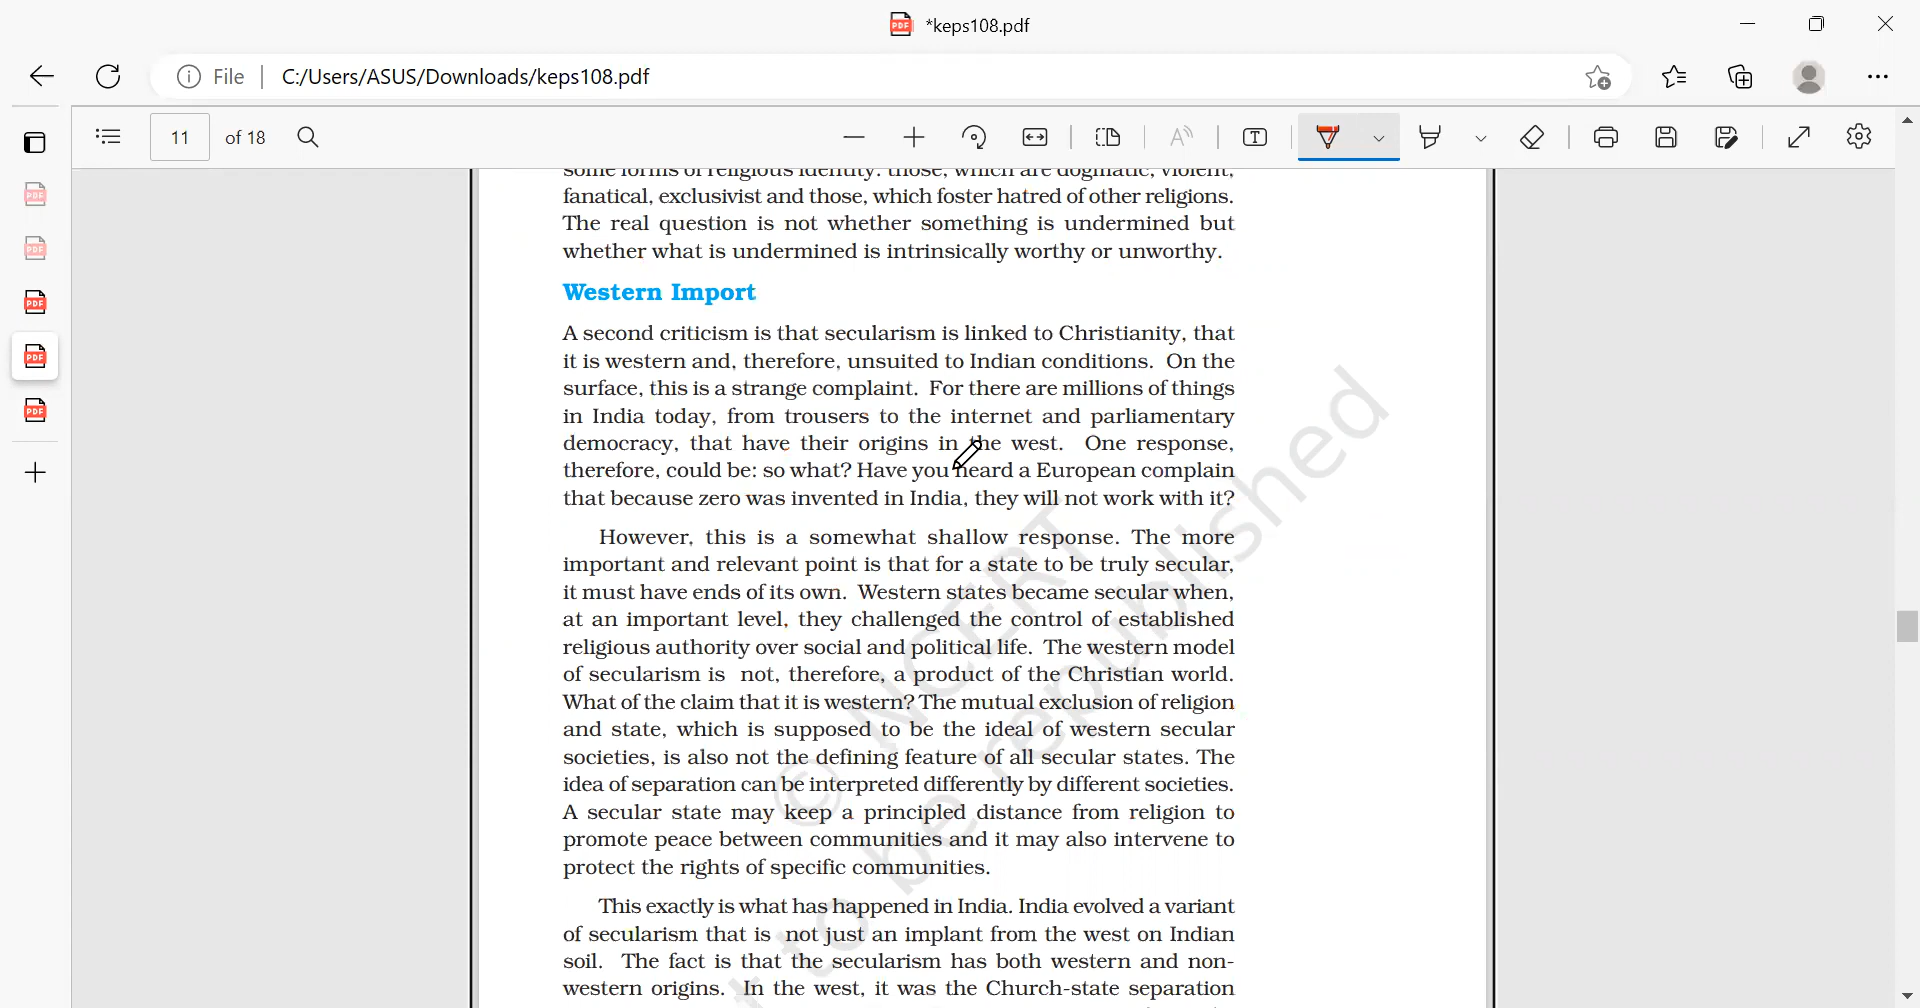 *keps108.pdf
File
C:/Users/ASUS/Downloads/keps108.pdf
11 of 18
some forms of religious identity: those, which are dogmatic, violent,
fanatical, exclusivist and those, which foster hatred of other religions.
The real question is not whether something is undermined but
whether what is undermined is intrinsically worthy or unworthy.
Western Import
A second criticism is that secularism is linked to Christianity, that
it is western and, therefore, unsuited to Indian conditions. On the
surface, this is a strange complaint. For there are millions of things
in India today, from trousers to the internet and parliamentary
democracy, that have their origins in the west. One response,
therefore, could be: so what? Have you heard a European complain
that because zero was invented in India, they will not work with it?
However, this is a somewhat shallow response. The more
important and relevant point is that for a state to be truly secular,
it must have ends of its own. Western states became secular when,
at an important level, they challenged the control of established
religious authority over social and political life. The western model
of secularism is not, therefore, a product of the Christian world.
What of the claim that it is western? The mutual exclusion of religion
and state, which is supposed to be the ideal of western secular
societies, is also not the defining feature of all secular states. The
idea of separation can be interpreted differently by different societies.
A secular state may keep a principled distance from religion to
promote peace between communities and it may also intervene to
protect the rights of specific communities.
This exactly is what has happened in India. India evolved a variant
of secularism that is not just an implant from the west on Indian
soil. The fact is that the secularism has both western and non-
western origins. In the west, it was the Church-state separation
© NCERT
to be republished